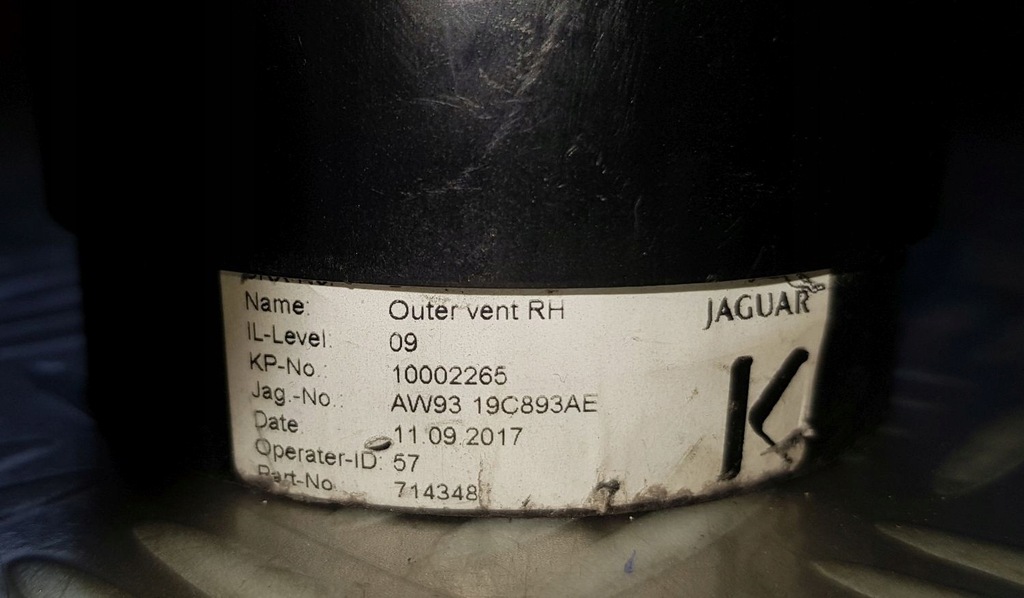 Name: Outer vent RH
JAGUAR
IL-Level: 09
KP-No.: 10002265
Jag.-No.: AW93 19C893AE
K
Date 11.09.2017
Operater-ID: 57
Part-No 714348